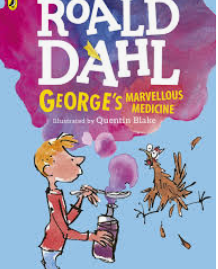 ROALD
DAHL
GEORGE'S MARVELLOUS
MEDICINE
Illustrated by Quentin Blake